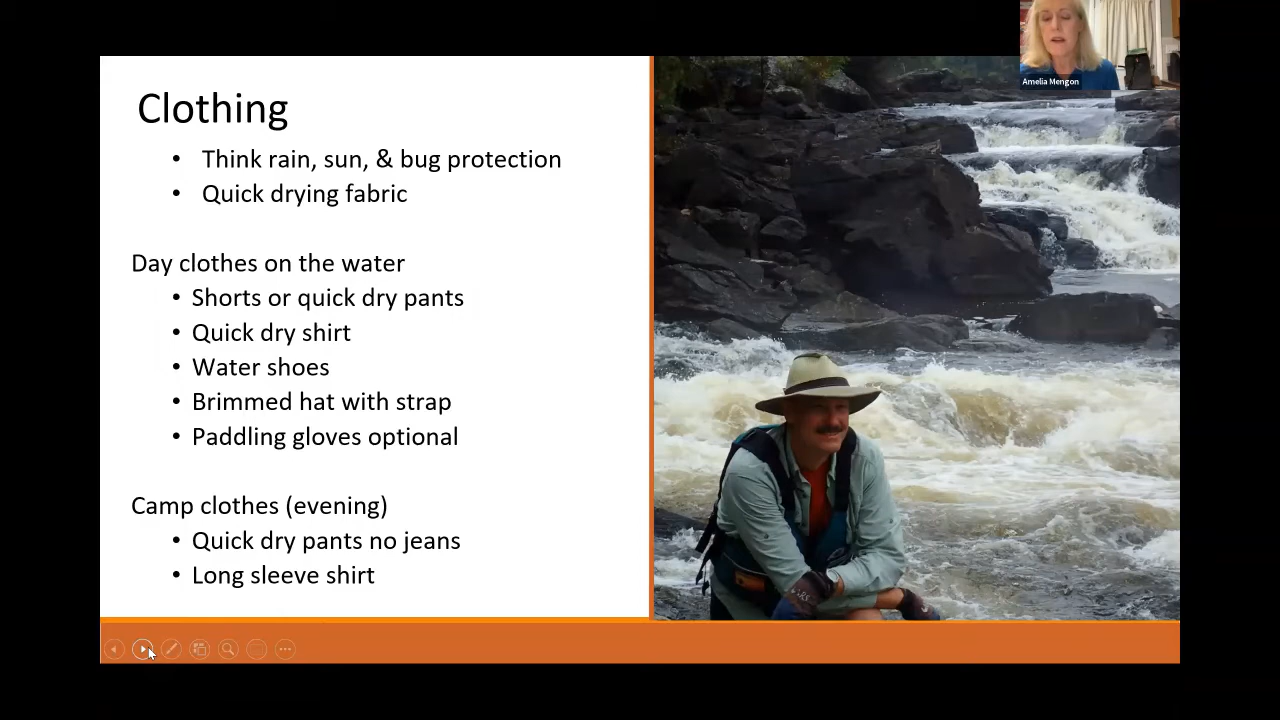 Amelia Mengon
Clothing
• Think rain, sun, & bug protection
• Quick drying fabric
Day clothes on the water
• Shorts or quick dry pants
• Quick dry shirt
• Water shoes
• Brimmed hat with strap
• Paddling gloves optional
Camp clothes (evening)
• Quick dry pants no jeans
• Long sleeve shirt